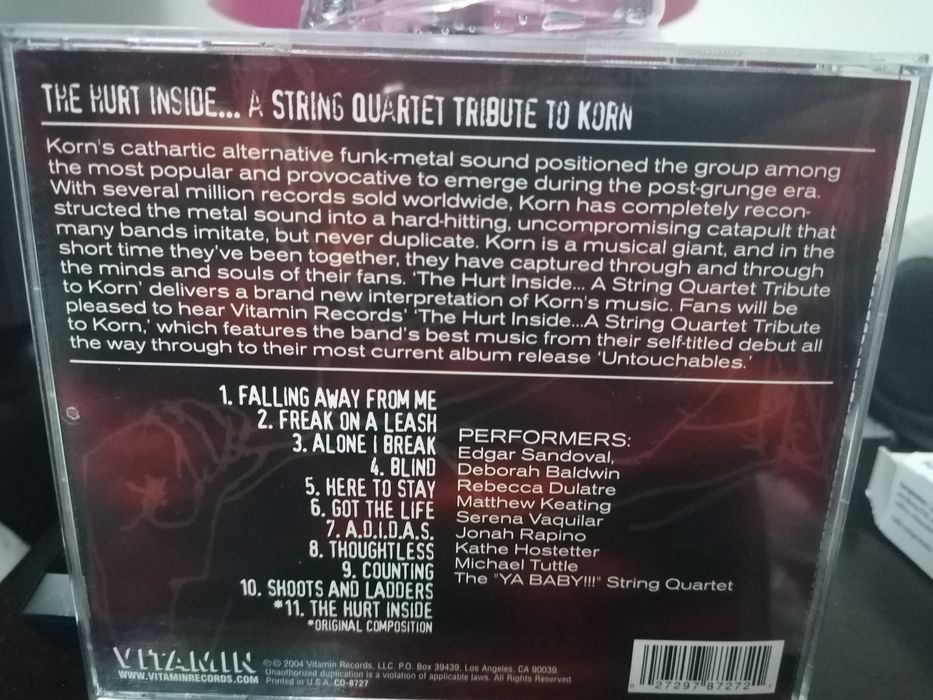 THE HURT INSIDE... A STRING QUARTET TRIBUTE TO KORN
Korn's cathartic alternative funk-metal sound positioned the group among
the most popular and provocative to emerge during the post-grunge era.
With several million records sold worldwide, Korn has completely recon-
structed the metal sound into a hard-hitting, uncompromising catapult that
many bands imitate, but never duplicate. Korn is a musical giant, and in the
short time they've been together, they have captured through and through
the minds and souls of their fans. 'The Hurt Inside... A String Quartet Tribute
to Korn' delivers a brand new interpretation of Korn's music. Fans will be
pleased to hear Vitamin Records' 'The Hurt Inside...A String Quartet Tribute
to Korn,' which features the band's best music from their self-titled debut all
the way through to their most current album release 'Untouchables.'
1. FALLING AWAY FROM ME
2. FREAK ON A LEASH
3. ALONE I BREAK
4. BLIND
5. HERE TO STAY
6. GOT THE LIFE
7. A.D.I.D.A.S.
8. THOUGHTLESS
9. COUNTING
10. SHOOTS AND LADDERS
*11. THE HURT INSIDE
*ORIGINAL COMPOSITION
PERFORMERS:
Edgar Sandoval,
Deborah Baldwin
Rebecca Dulatre
Matthew Keating
Serena Vaquilar
Jonah Rapino
Kathe Hostetter
Michael Tuttle
The "YA BABY!!!" String Quartet
VITAMIN
WWW.VITAMINRECORDS.COM
℗© 2004 Vitamin Records, LLC, P.O. Box 39439, Los Angeles, CA 90039.
Unauthorized duplication is a violation of applicable laws. All Rights Reserved.
Printed in U.S.A. CD-8727
27297 87272